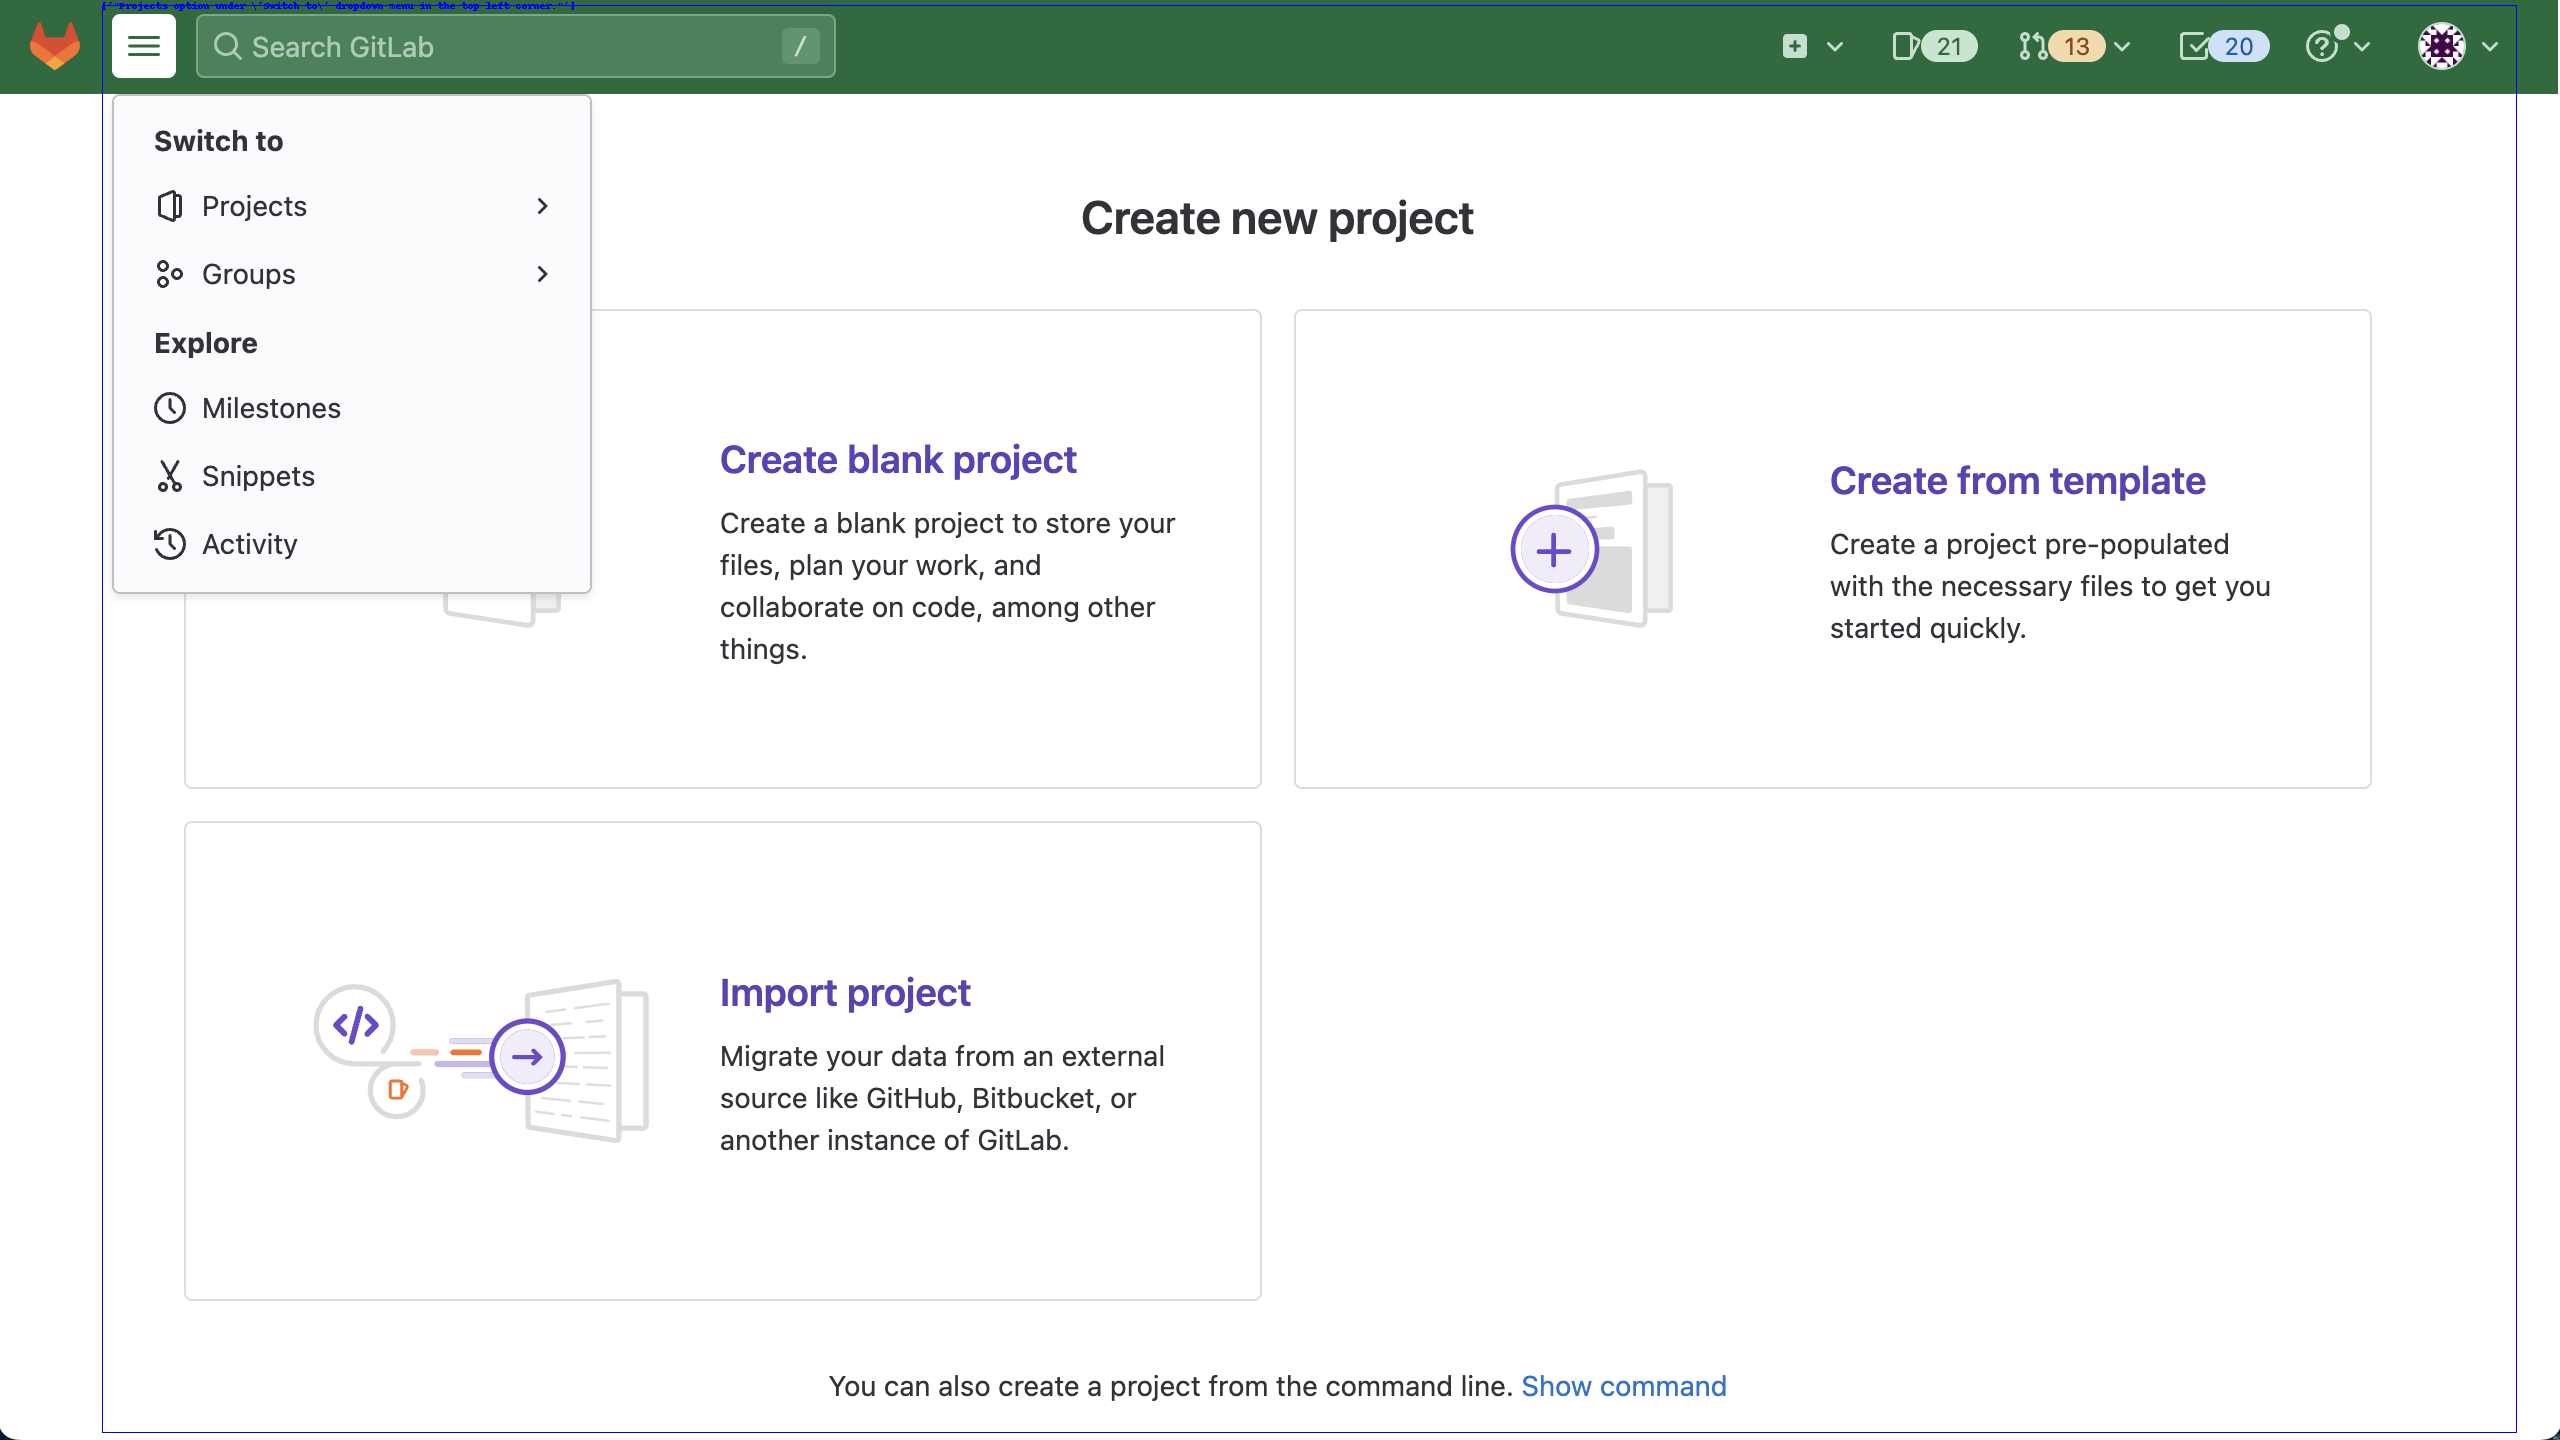 ["Projects option under \'Switch to\' dropdown menu in the top left corner."']
Search GitLab /
21
13
20
Switch to
Projects
Groups
Explore
Milestones
Snippets
Activity
Create new project
Create blank project
Create a blank project to store your
files, plan your work, and
collaborate on code, among other
things.
Create from template
Create a project pre-populated
with the necessary files to get you
started quickly.
Import project
Migrate your data from an external
source like GitHub, Bitbucket, or
another instance of GitLab.
You can also create a project from the command line. Show command